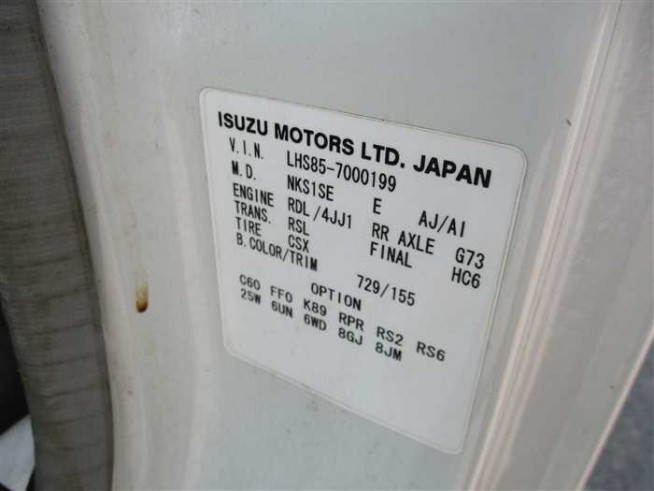 ISUZU MOTORS LTD. JAPAN
V.I.N. LHS85-7000199
M.D. NKS1SE E AJ/AI
ENGINE RDL/4JJ1 RR AXLE G73
TRANS. RSL FINAL HC6
TIRE CSX
B.COLOR/TRIM 729/155
OPTION
C60 FF0 K89 RPR RS2 RS6
25W 6UN 6WD 8GJ 8JM